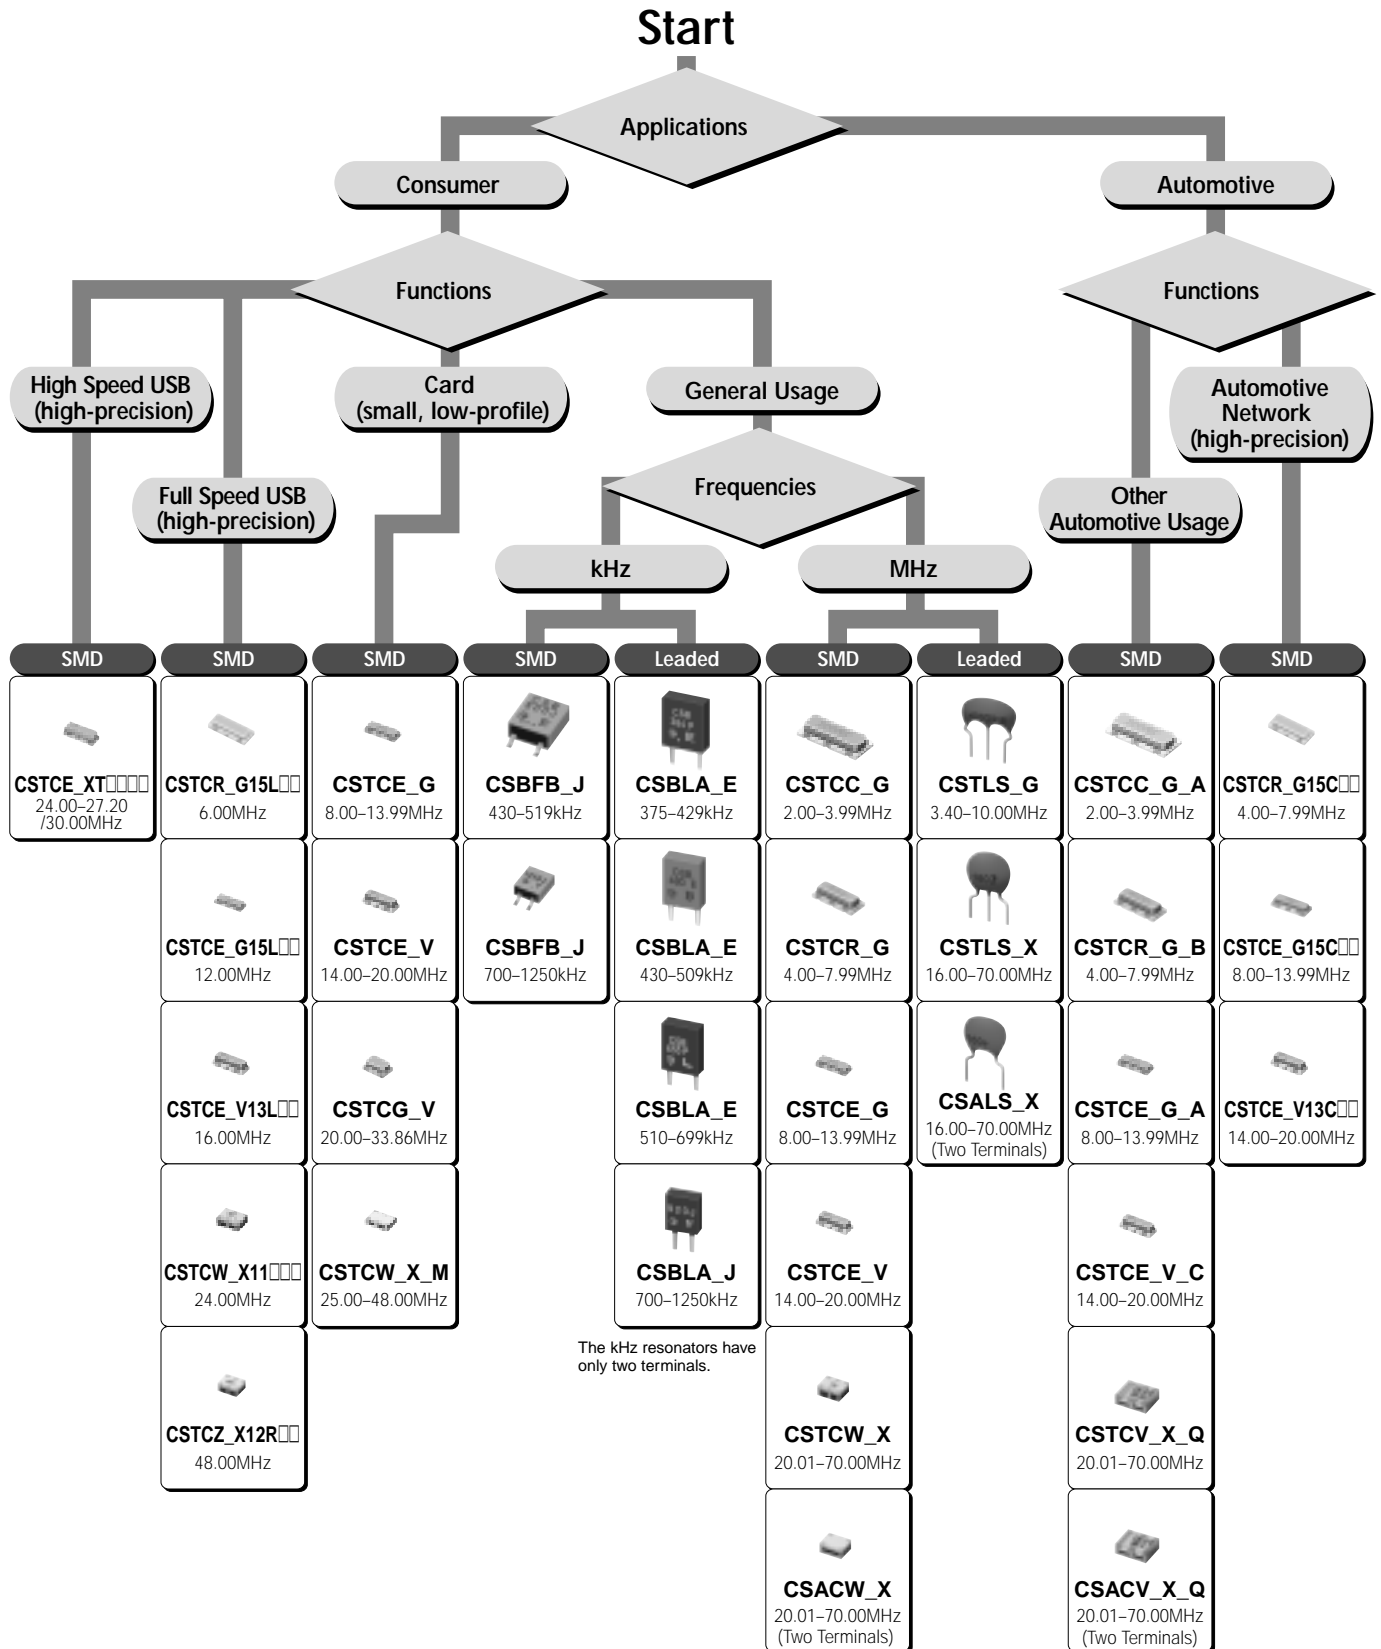 Start
Applications
Consumer
Automotive
Functions
Functions
High Speed USB
(high-precision)
Card
(small, low-profile)
General Usage
Automotive
Network
(high-precision)
Full Speed USB
(high-precision)
Frequencies
Other
Automotive Usage
kHz
MHz
SMD
SMD
SMD
SMD
Leaded
SMD
Leaded
SMD
SMD
CSTCE_XT□□□□
24.00–27.20
/30.00MHz
CSTCR_G15L□□
6.00MHz
CSTCE_G
8.00–13.99MHz
CSBFB_J
430–519kHz
CSBLA_E
375–429kHz
CSTCC_G
2.00–3.99MHz
CSTLS_G
3.40–10.00MHz
CSTCC_G_A
2.00–3.99MHz
CSTCR_G15C□□
4.00–7.99MHz
CSTCE_G15L□□
12.00MHz
CSTCE_V
14.00–20.00MHz
CSBFB_J
700–1250kHz
CSBLA_E
430–509kHz
CSTCR_G
4.00–7.99MHz
CSTLS_X
16.00–70.00MHz
CSTCR_G_B
4.00–7.99MHz
CSTCE_G15C□□
8.00–13.99MHz
CSTCE_V13L□□
16.00MHz
CSTCG_V
20.00–33.86MHz
CSBLA_E
510–699kHz
CSTCE_G
8.00–13.99MHz
CSALS_X
16.00–70.00MHz
(Two Terminals)
CSTCE_G_A
8.00–13.99MHz
CSTCE_V13C□□
14.00–20.00MHz
CSTCW_X11□□□
24.00MHz
CSTCW_X_M
25.00–48.00MHz
CSBLA_J
700–1250kHz
CSTCE_V
14.00–20.00MHz
CSTCE_V_C
14.00–20.00MHz
The kHz resonators have
only two terminals.
CSTCZ_X12R□□
48.00MHz
CSTCW_X
20.01–70.00MHz
CSTCV_X_Q
20.01–70.00MHz
CSACW_X
20.01–70.00MHz
(Two Terminals)
CSACV_X_Q
20.01–70.00MHz
(Two Terminals)